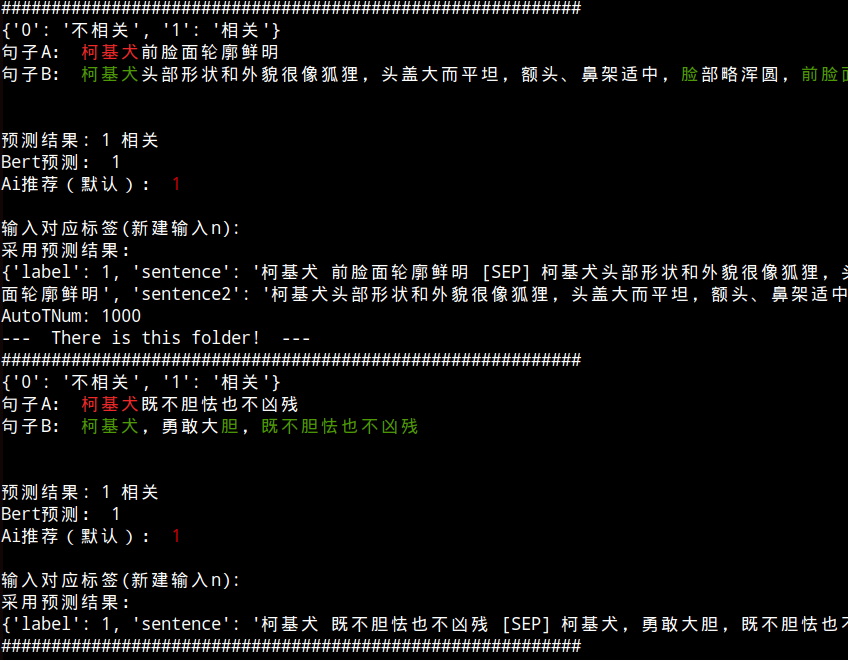 ##########################################################
{'0': '不相关', '1': '相关'}
句子A:  柯基犬前脸面轮廓鲜明
句子B:  柯基犬头部形状和外貌很像狐狸，头盖大而平坦，额头、鼻架适中，脸部略浑圆，前脸面
预测结果: 1 相关
Bert预测:  1
Ai推荐（默认）:  1
输入对应标签(新建输入n):
采用预测结果:
{'label': 1, 'sentence': '柯基犬 前脸面轮廓鲜明 [SEP] 柯基犬头部形状和外貌很像狐狸，头
面轮廓鲜明', 'sentence2': '柯基犬头部形状和外貌很像狐狸，头盖大而平坦，额头、鼻架适中
AutoTNum: 1000
---  There is this folder!  ---
##########################################################
{'0': '不相关', '1': '相关'}
句子A:  柯基犬既不胆怯也不凶残
句子B:  柯基犬，勇敢大胆，既不胆怯也不凶残
预测结果: 1 相关
Bert预测:  1
Ai推荐（默认）:  1
输入对应标签(新建输入n):
采用预测结果:
{'label': 1, 'sentence': '柯基犬 既不胆怯也不凶残 [SEP] 柯基犬，勇敢大胆，既不胆怯也不
##########################################################